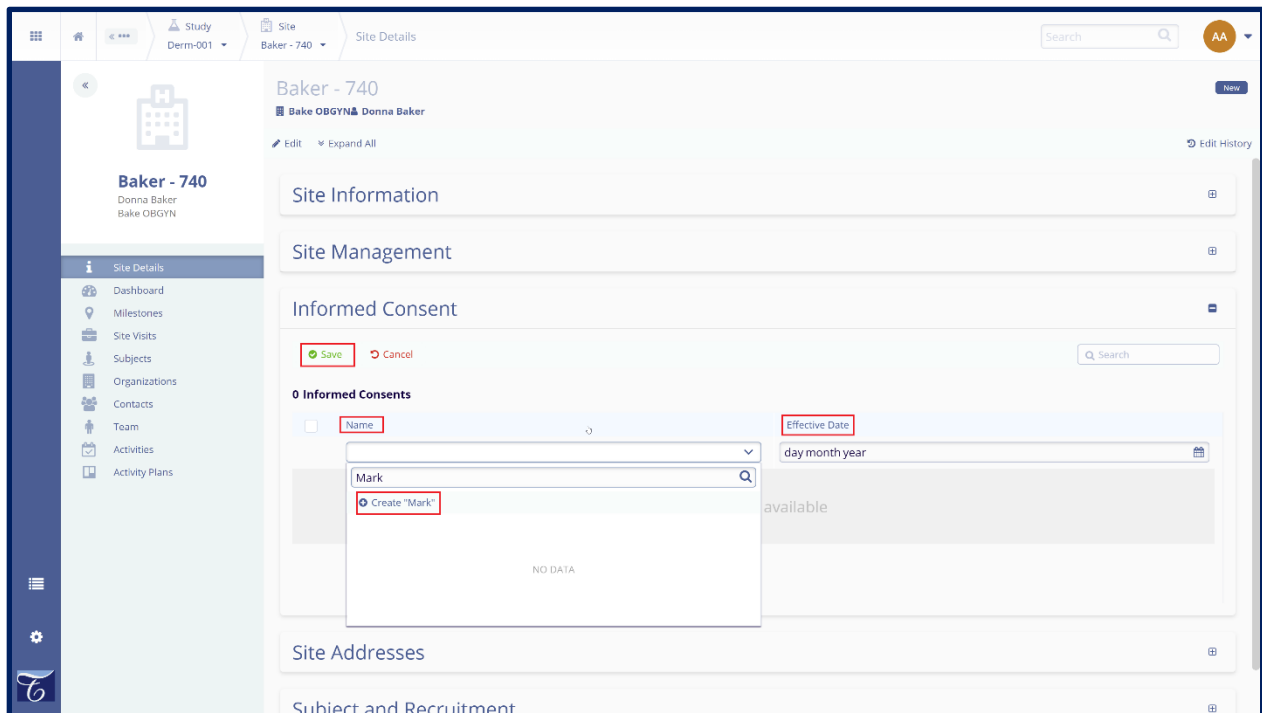 Study
Derm-001
Site
Baker - 740
Site Details
Search
AA
Baker - 740
New
Bake OBGYN Donna Baker
Edit
Expand All
Edit History
Baker - 740
Donna Baker
Bake OBGYN
Site Details
Dashboard
Milestones
Site Visits
Subjects
Organizations
Contacts
Team
Activities
Activity Plans
Site Information
Site Management
Informed Consent
Save
Cancel
Search
0 Informed Consents
Name
Effective Date
day month year
Mark
Create "Mark"
available
NO DATA
Site Addresses
Subject and Recruitment